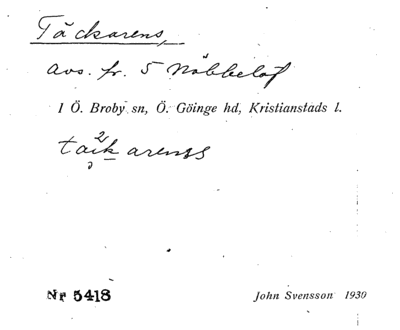 Täckarens,
avs. fr. 5 Nöbbelöf
1 Ö. Broby sn, Ö. Göinge hd, Kristianstads l.
Nr 5418
John Svensson 1930